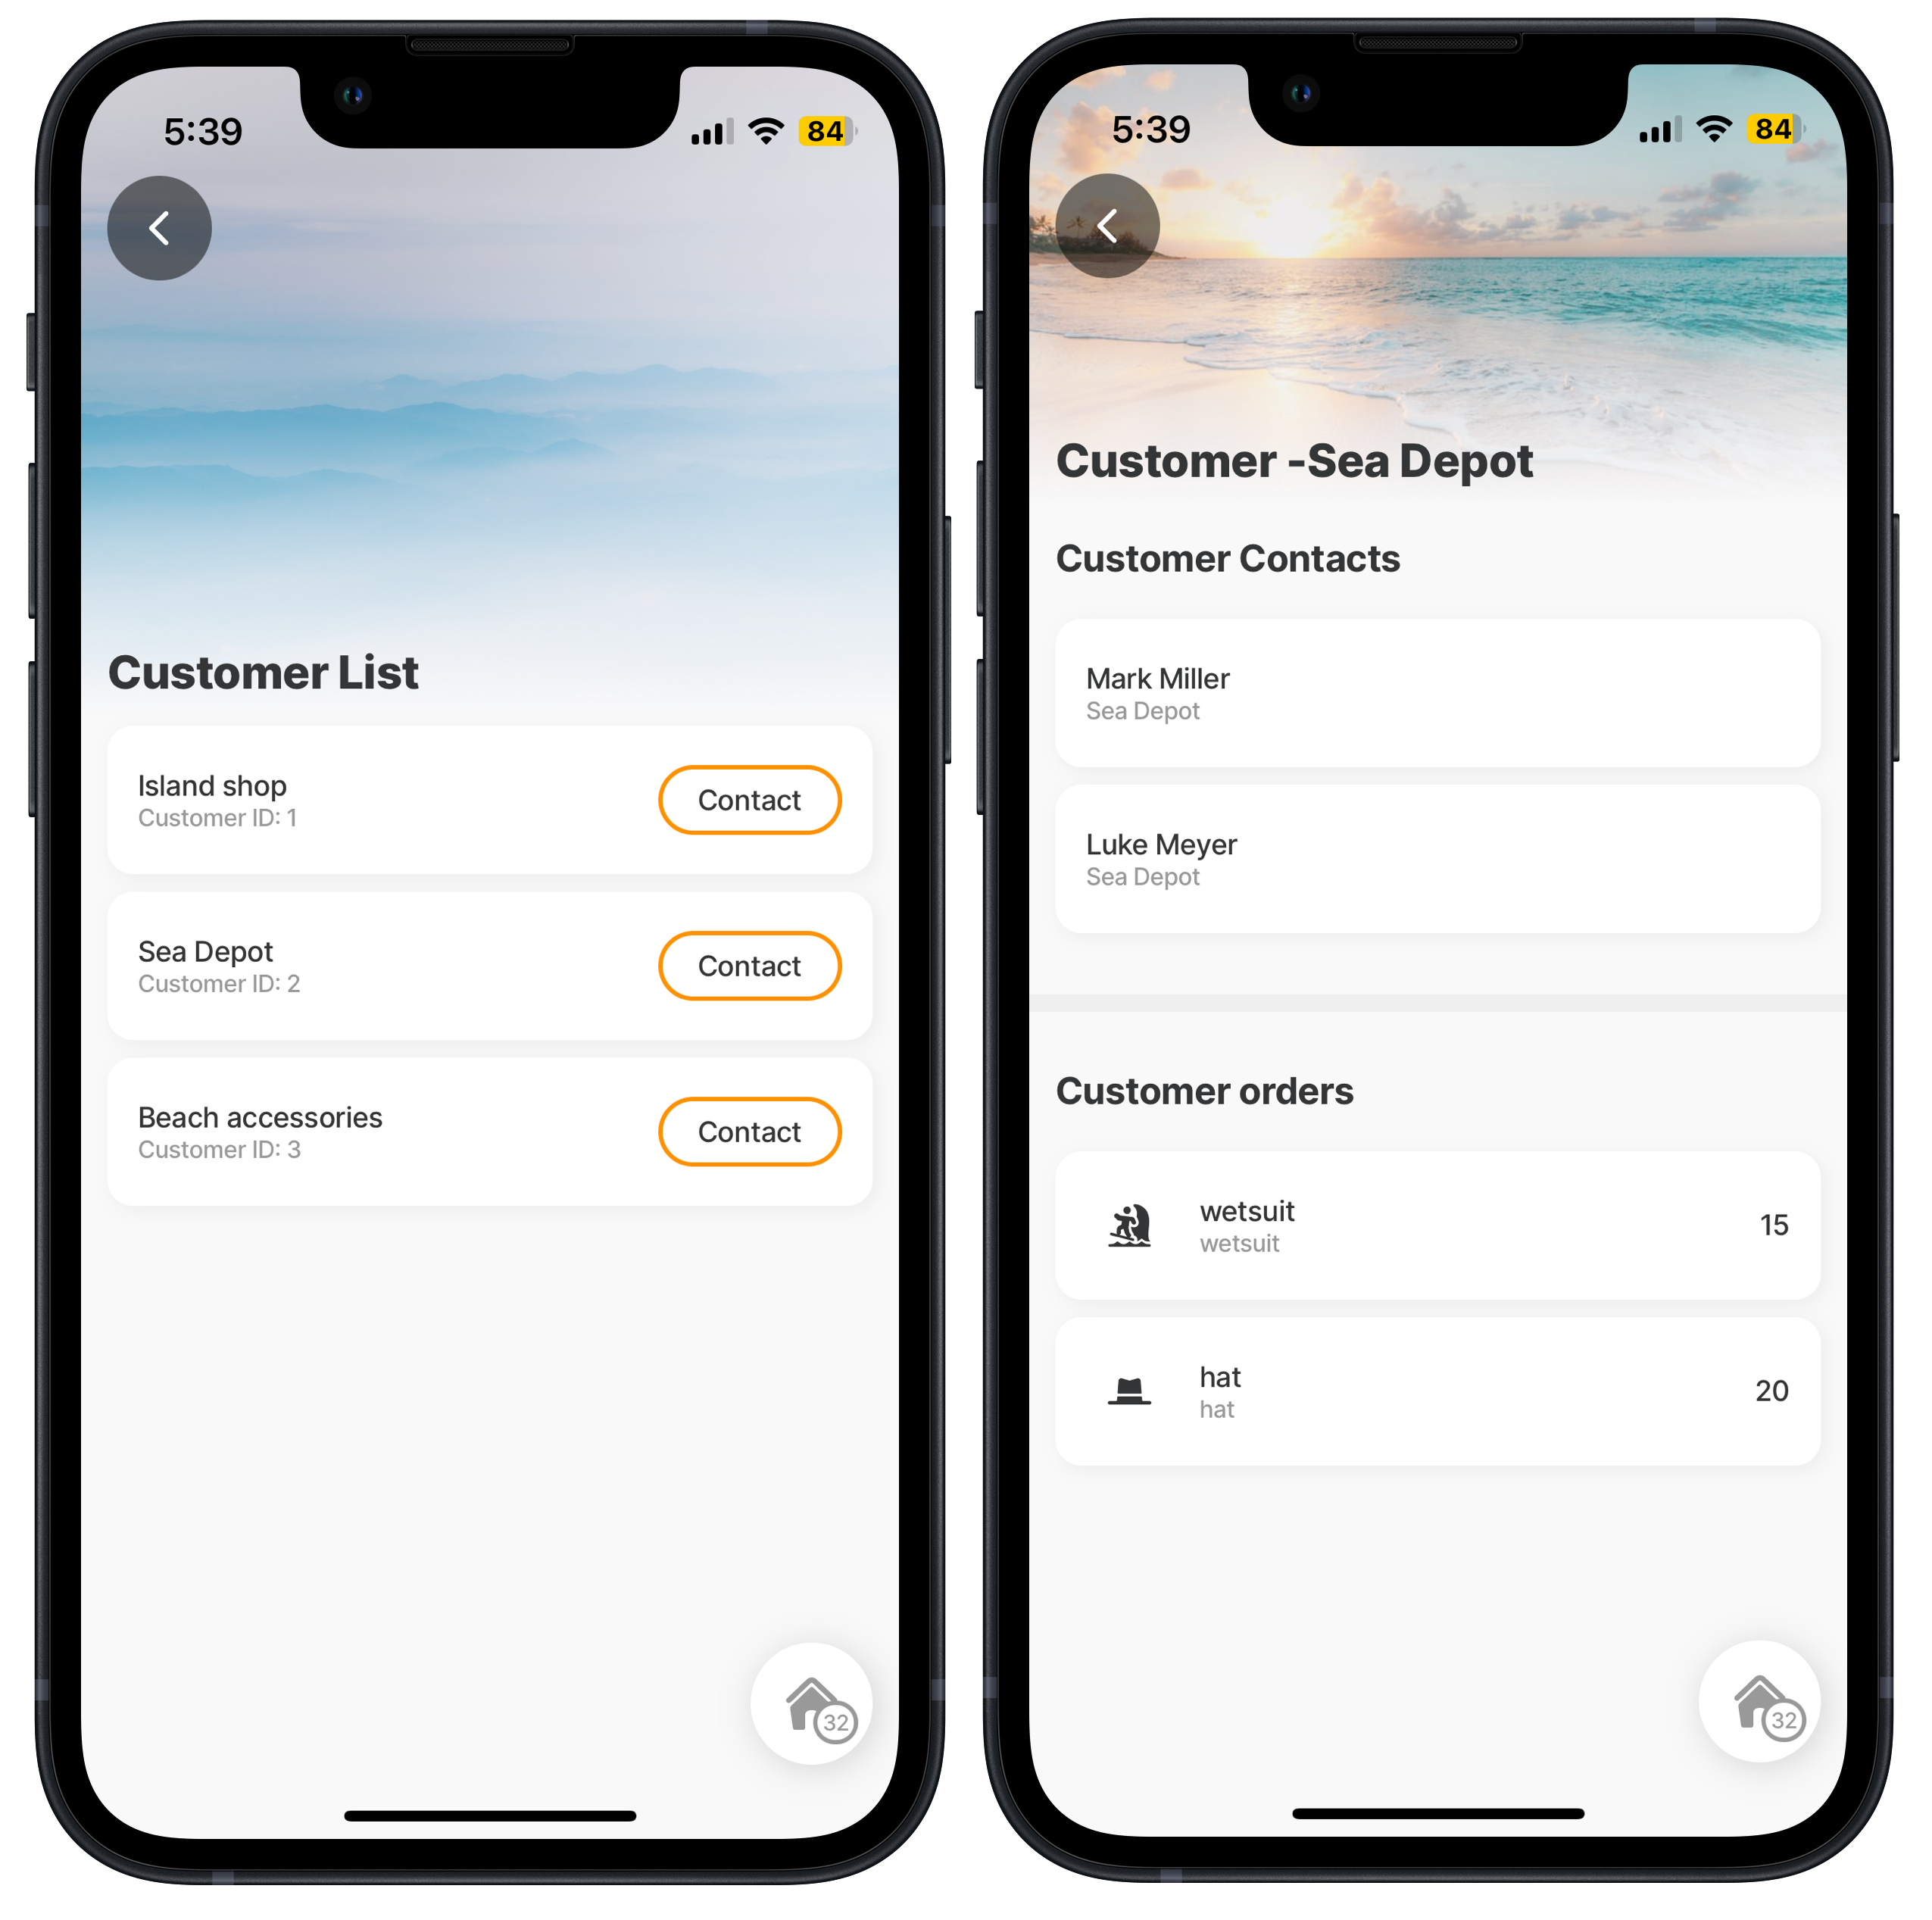 5:39
84
Customer List
Island shop
Customer ID: 1
Contact
Sea Depot
Customer ID: 2
Contact
Beach accessories
Customer ID: 3
Contact
32
5:39
84
Customer -Sea Depot
Customer Contacts
Mark Miller
Sea Depot
Luke Meyer
Sea Depot
Customer orders
wetsuit
wetsuit
15
hat
hat
20
32